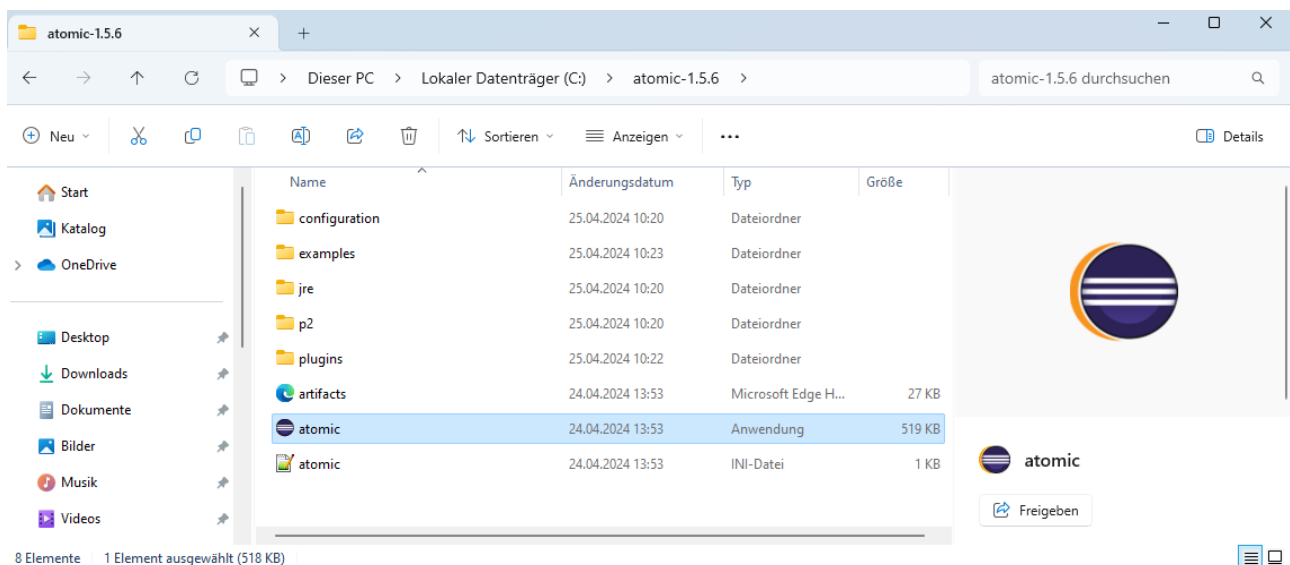 atomic-1.5.6
Dieser PC > Lokaler Datenträger (C:) > atomic-1.5.6 >
atomic-1.5.6 durchsuchen
Neu
Sortieren
Anzeigen
Details
Start
Katalog
OneDrive
Desktop
Downloads
Dokumente
Bilder
Musik
Videos
Name Änderungsdatum Typ Größe
configuration 25.04.2024 10:20 Dateiordner
examples 25.04.2024 10:23 Dateiordner
jre 25.04.2024 10:20 Dateiordner
p2 25.04.2024 10:20 Dateiordner
plugins 25.04.2024 10:22 Dateiordner
artifacts 24.04.2024 13:53 Microsoft Edge H... 27 KB
atomic 24.04.2024 13:53 Anwendung 519 KB
atomic 24.04.2024 13:53 INI-Datei 1 KB
atomic
Freigeben
8 Elemente 1 Element ausgewählt (518 KB)